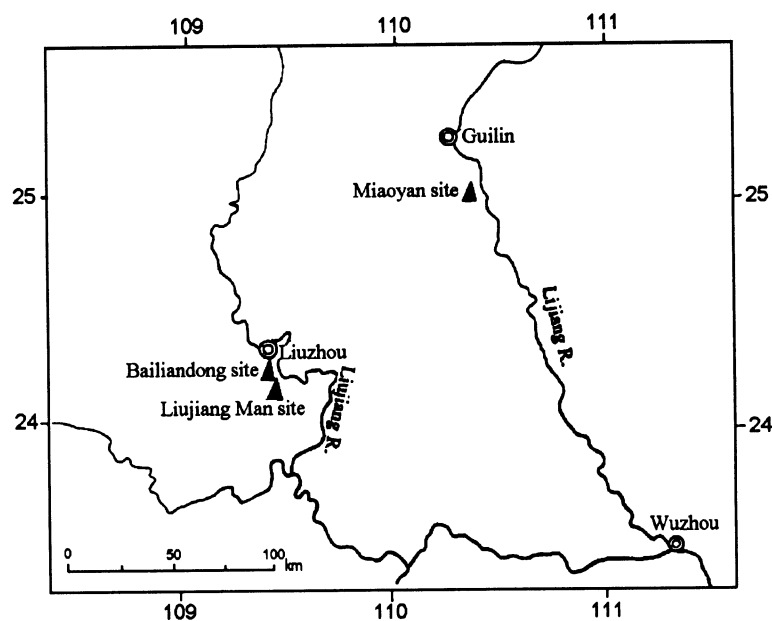 109 110 111
Guilin
Miaoyan site
25 25
Lijiang R.
Liuzhou
Bailiandong site
Liujiang Man site
Liujiang R.
24 24
Wuzhou
0 50 100 km
109 110 111